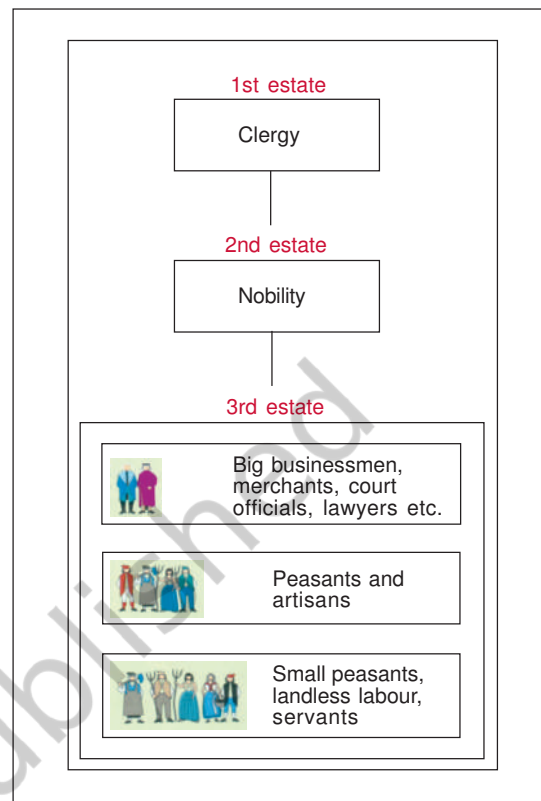 1st estate
Clergy
2nd estate
Nobility
3rd estate
Big businessmen,
merchants, court
officials, lawyers etc.
Peasants and
artisans
Small peasants,
landless labour,
servants
ublished